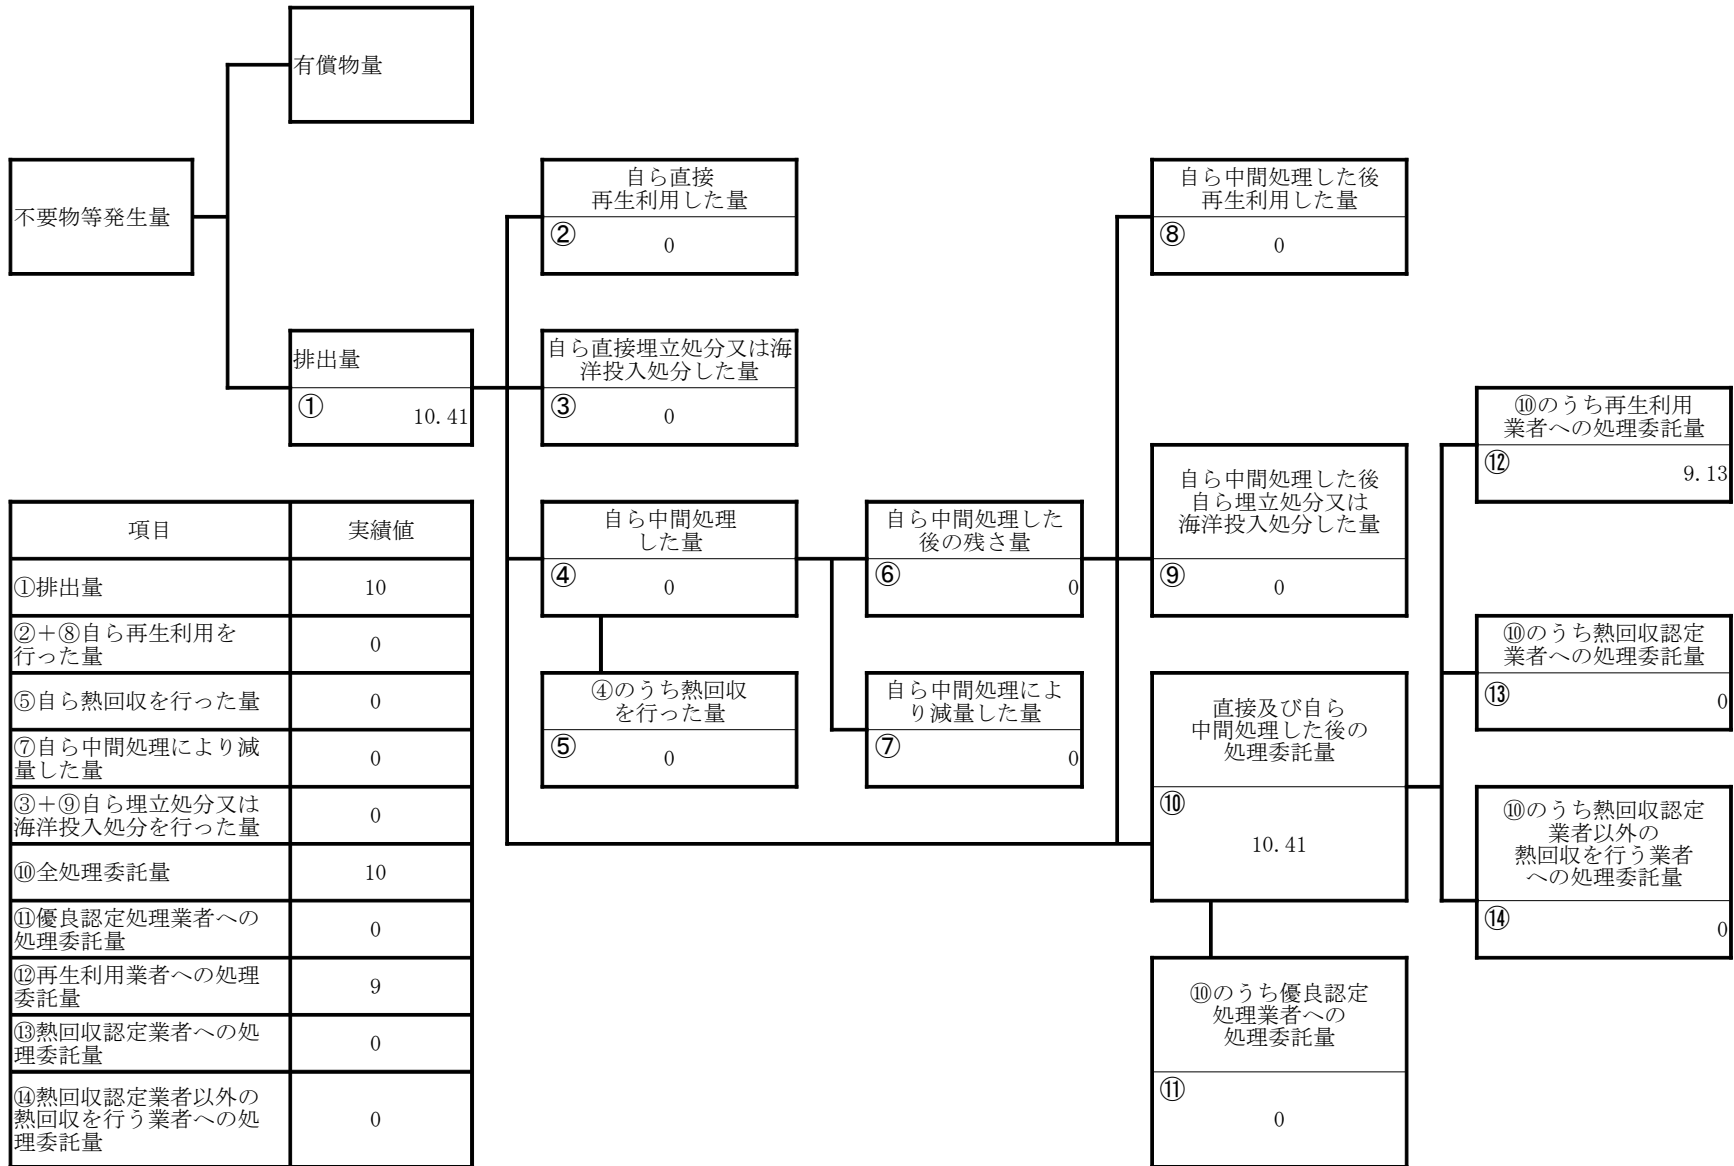 有償物量
不要物等発生量
排出量
①
10.41
自ら直接
再生利用した量
②
0
自ら直接埋立処分又は海
洋投入処分した量
③
0
自ら中間処理
した量
④
0
④のうち熱回収
を行った量
⑤
0
自ら中間処理した
後の残さ量
⑥
0
自ら中間処理によ
り減量した量
⑦
0
自ら中間処理した後
再生利用した量
⑧
0
自ら中間処理した後
自ら埋立処分又は
海洋投入処分した量
⑨
0
直接及び自ら
中間処理した後の
処理委託量
⑩
10.41
⑩のうち優良認定
処理業者への
処理委託量
⑪
0
⑩のうち再生利用
業者への処理委託量
⑫
9.13
⑩のうち熱回収認定
業者への処理委託量
⑬
0
⑩のうち熱回収認定
業者以外の
熱回収を行う業者
への処理委託量
⑭
0
項目 実績値
①排出量 10
②+⑧自ら再生利用を
行った量 0
⑤自ら熱回収を行った量 0
⑦自ら中間処理により減
量した量 0
③+⑨自ら埋立処分又は
海洋投入処分を行った量 0
⑩全処理委託量 10
⑪優良認定処理業者への
処理委託量 0
⑫再生利用業者への処理
委託量 9
⑬熱回収認定業者への処
理委託量 0
⑭熱回収認定業者以外の
熱回収を行う業者への処
理委託量 0